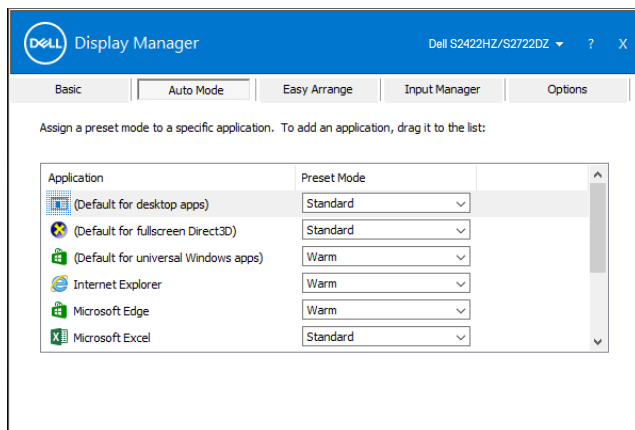 DELL Display Manager Dell S2422HZ/S2722DZ ? X
Basic Auto Mode Easy Arrange Input Manager Options
Assign a preset mode to a specific application. To add an application, drag it to the list:
Application Preset Mode
(Default for desktop apps) Standard
(Default for fullscreen Direct3D) Standard
(Default for universal Windows apps) Warm
Internet Explorer Warm
Microsoft Edge Warm
Microsoft Excel Standard